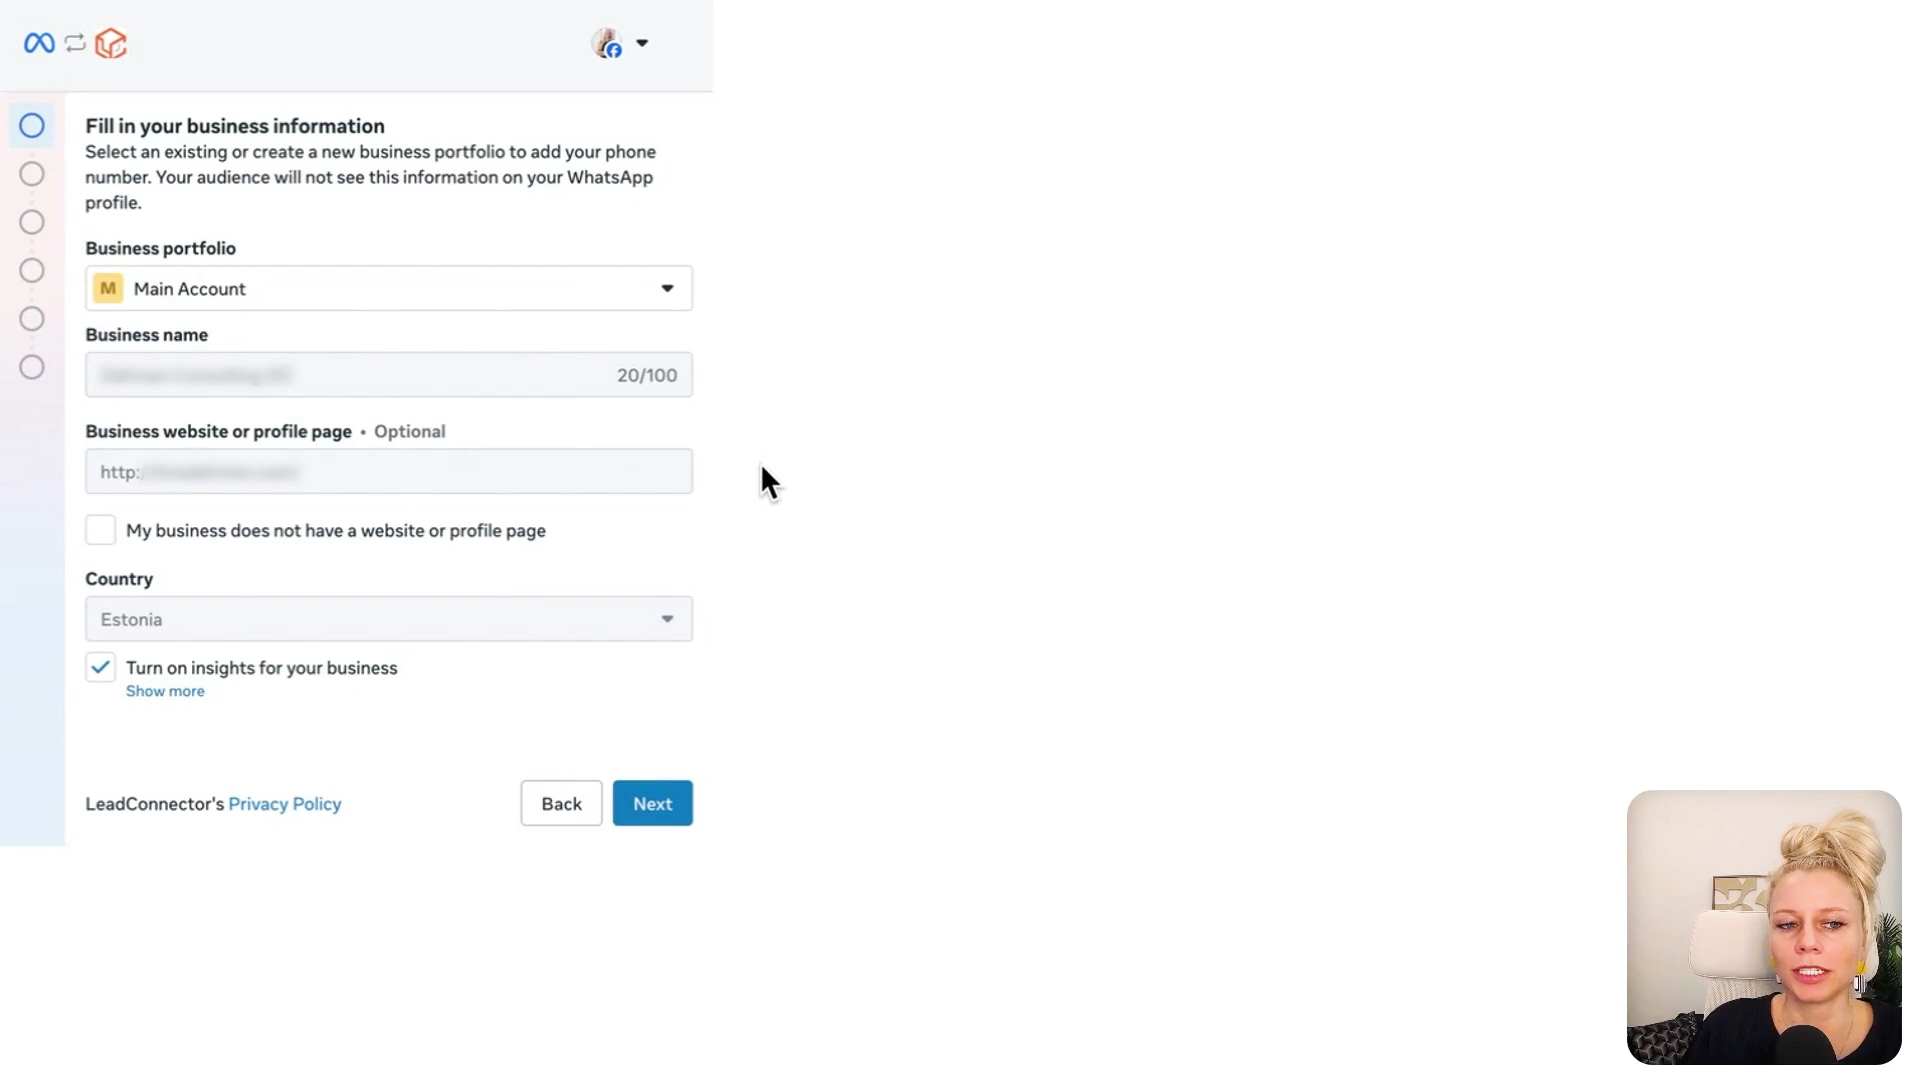 Fill in your business information
Select an existing or create a new business portfolio to add your phone
number. Your audience will not see this information on your WhatsApp
profile.
Business portfolio
M Main Account
Business name
20/100
Business website or profile page • Optional
http:
My business does not have a website or profile page
Country
Estonia
Turn on insights for your business
Show more
LeadConnector's Privacy Policy
Back
Next